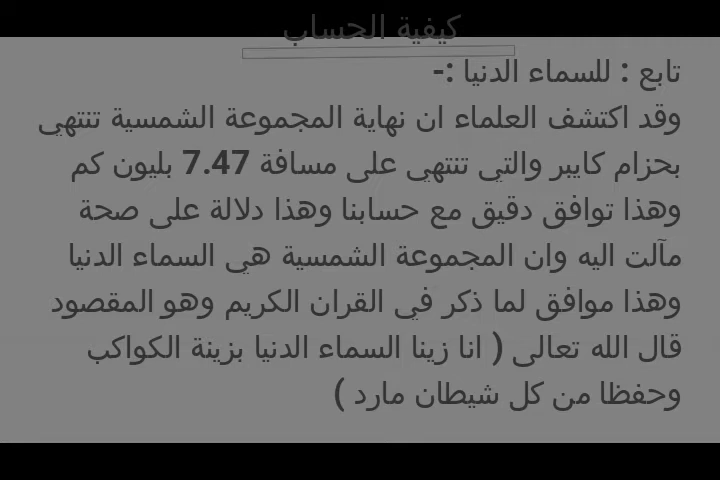 كيفية الحساب
تابع : للسماء الدنيا :-
وقد اكتشف العلماء ان نهاية المجموعة الشمسية تنتهي
بحزام كايبر والتي تنتهي على مسافة 7.47 بليون كم
وهذا توافق دقيق مع حسابنا وهذا دلالة على صحة
مآلت اليه وان المجموعة الشمسية هي السماء الدنيا
وهذا موافق لما ذكر في القران الكريم وهو المقصود
قال الله تعالى ( انا زينا السماء الدنيا بزينة الكواكب
وحفظا من كل شيطان مارد )